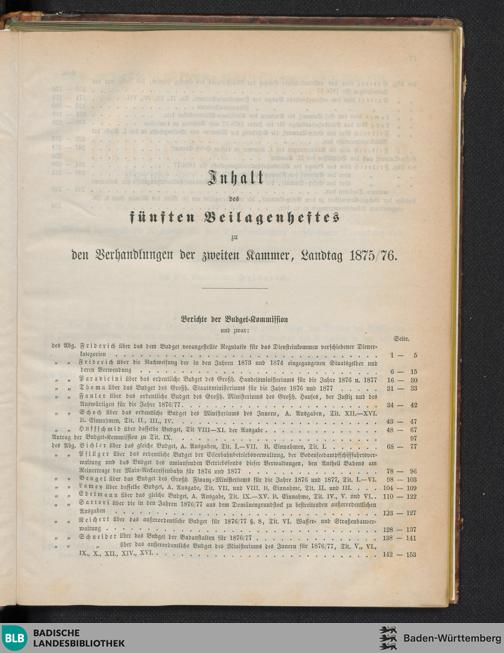 Inhalt
des
fünften Beilagenheftes
zu
den Verhandlungen der zweiten Kammer, Landtag 1875/76.
Berichte der Budget-Kommission
und zwar:
Seite.
des Abg. Friderich über das dem Budget vorangestellte Regulativ für das Diensteinkommen verschiedener Diener-
kategorien 1 — 5
„ „ Friderich über die Nachweisung der in den Jahren 1873 und 1874 eingegangenen Staatsgelder und
deren Verwendung 6 — 15
„ „ Paravicini über das ordentliche Budget des Großh. Handelsministeriums für die Jahre 1876 u. 1877 16 — 30
„ „ Thoma über das Budget des Großh. Staatsministeriums für die Jahre 1876 und 1877 31 — 33
„ „ Fauler über das ordentliche Budget des Großh. Ministeriums des Großh. Hauses, der Justiz und des
Auswärtigen für die Jahre 1876/77 34 — 42
„ „ Schoch über das ordentliche Budget des Ministeriums des Innern, A. Ausgaben, Tit. XII.—XVI.
B. Einnahmen, Tit. II., III., IV. 43 — 47
„ „ Huffschmid über dasselbe Budget, Tit VIII—XI. der Ausgabe 48 — 67
Antrag der Budget-Kommission zu Tit. IX. 97
des Abg. Bichler über das gleiche Budget, A. Ausgaben, Tit. I.—VII. B. Einnahmen, Tit. I. 68 — 77
„ „ Pflüger über das ordentliche Budget der Eisenbahnbetriebsverwaltung, der Bodenseedampfschifffahrtsver-
waltung und das Budget des umlaufenden Betriebsfonds dieser Verwaltungen, den Antheil Badens am
Reinertrag der Main-Neckareisenbahn für 1876 und 1877 78 — 96
„ „ Bengel über das Budget des Großh Finanz-Ministeriums für die Jahre 1876 und 1877, Tit. I.—VI. 98 — 103
„ „ Lamey über dasselbe Budget, A. Ausgaben, Tit. VII. und VIII. B. Einnahme, Tit. II. und III. 104 — 109
„ „ Edelmann über das gleiche Budget, A. Ausgabe, Tit. IX.—XV. B. Einnahme, Tit. IV., V. und VI. 110 — 122
„ „ Sartori über die in den Jahren 1876/77 aus dem Domänengrundstock zu bestreitenden außerordentlichen
Ausgaben 123 — 127
„ „ Reichert über das außerordentliche Budget für 1876/77 §. 8, Tit. VI. Wasser- und Straßenbauver-
waltung 128 — 137
„ „ Schneider über das Budget der Badanstalten für 1876/77 138 — 141
über das außerordentliche Budget des Ministeriums des Innern für 1876/77, Tit. V., VI.,
IX., X., XII., XIV., XVI. 142 — 153
BLB BADISCHE
LANDESBIBLIOTHEK
Baden-Württemberg